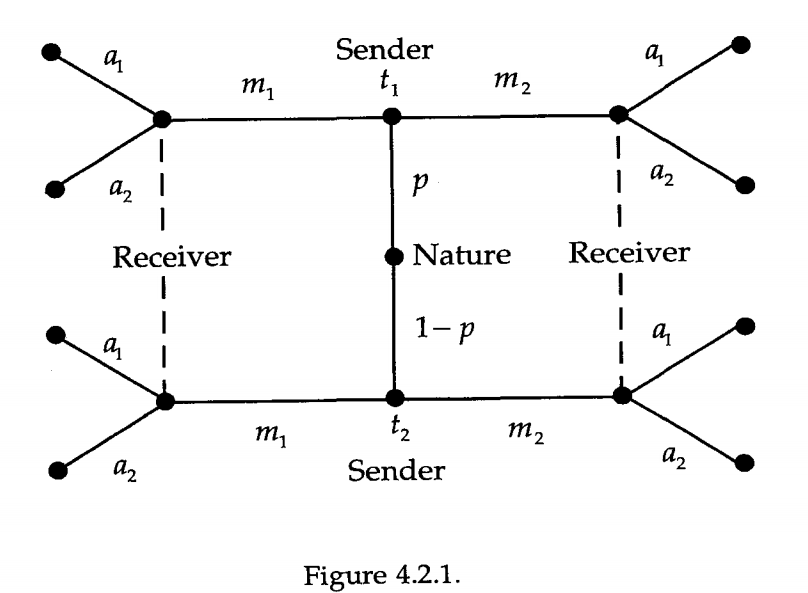 Sender
a₁ m₁ t₁ m₂ a₁
a₂ p a₂
Receiver Nature Receiver
a₁ 1−p a₁
a₂ m₁ t₂ m₂ a₂
Sender
Figure 4.2.1.